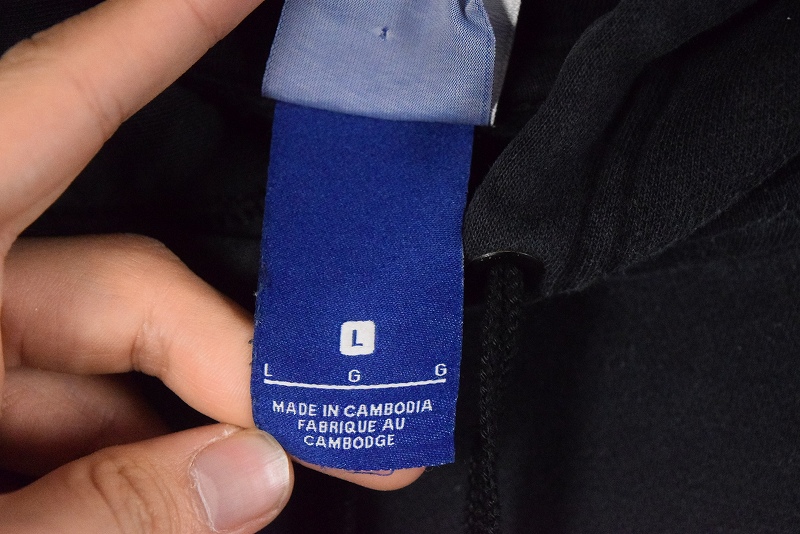 L
L G G
MADE IN CAMBODIA
FABRIQUE AU
CAMBODGE